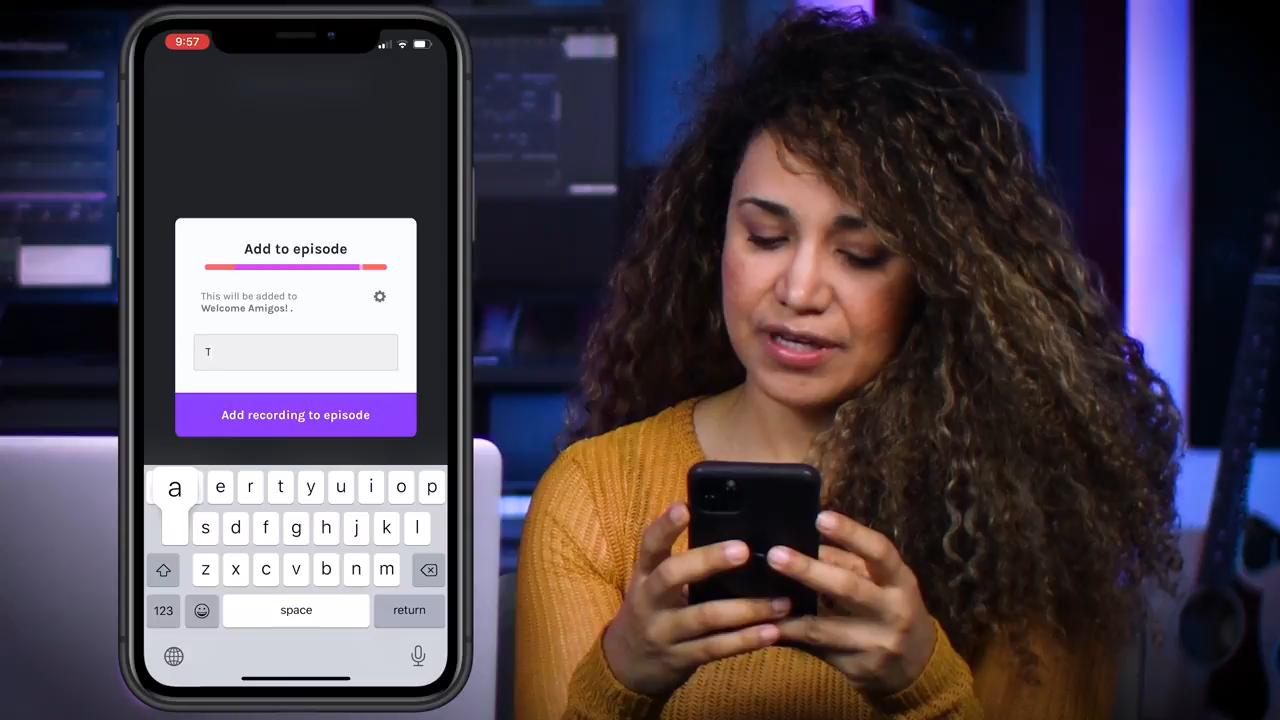 9:57
Add to episode
This will be added to
Welcome Amigos! .
T
Add recording to episode
a e r t y u i o p
s d f g h j k l
z x c v b n m
123 space return